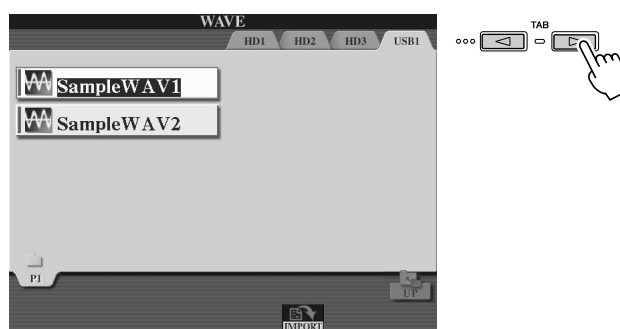 WAVE
HD1 HD2 HD3 USB1
TAB
SampleWAV1
SampleWAV2
P1
UP
IMPORT